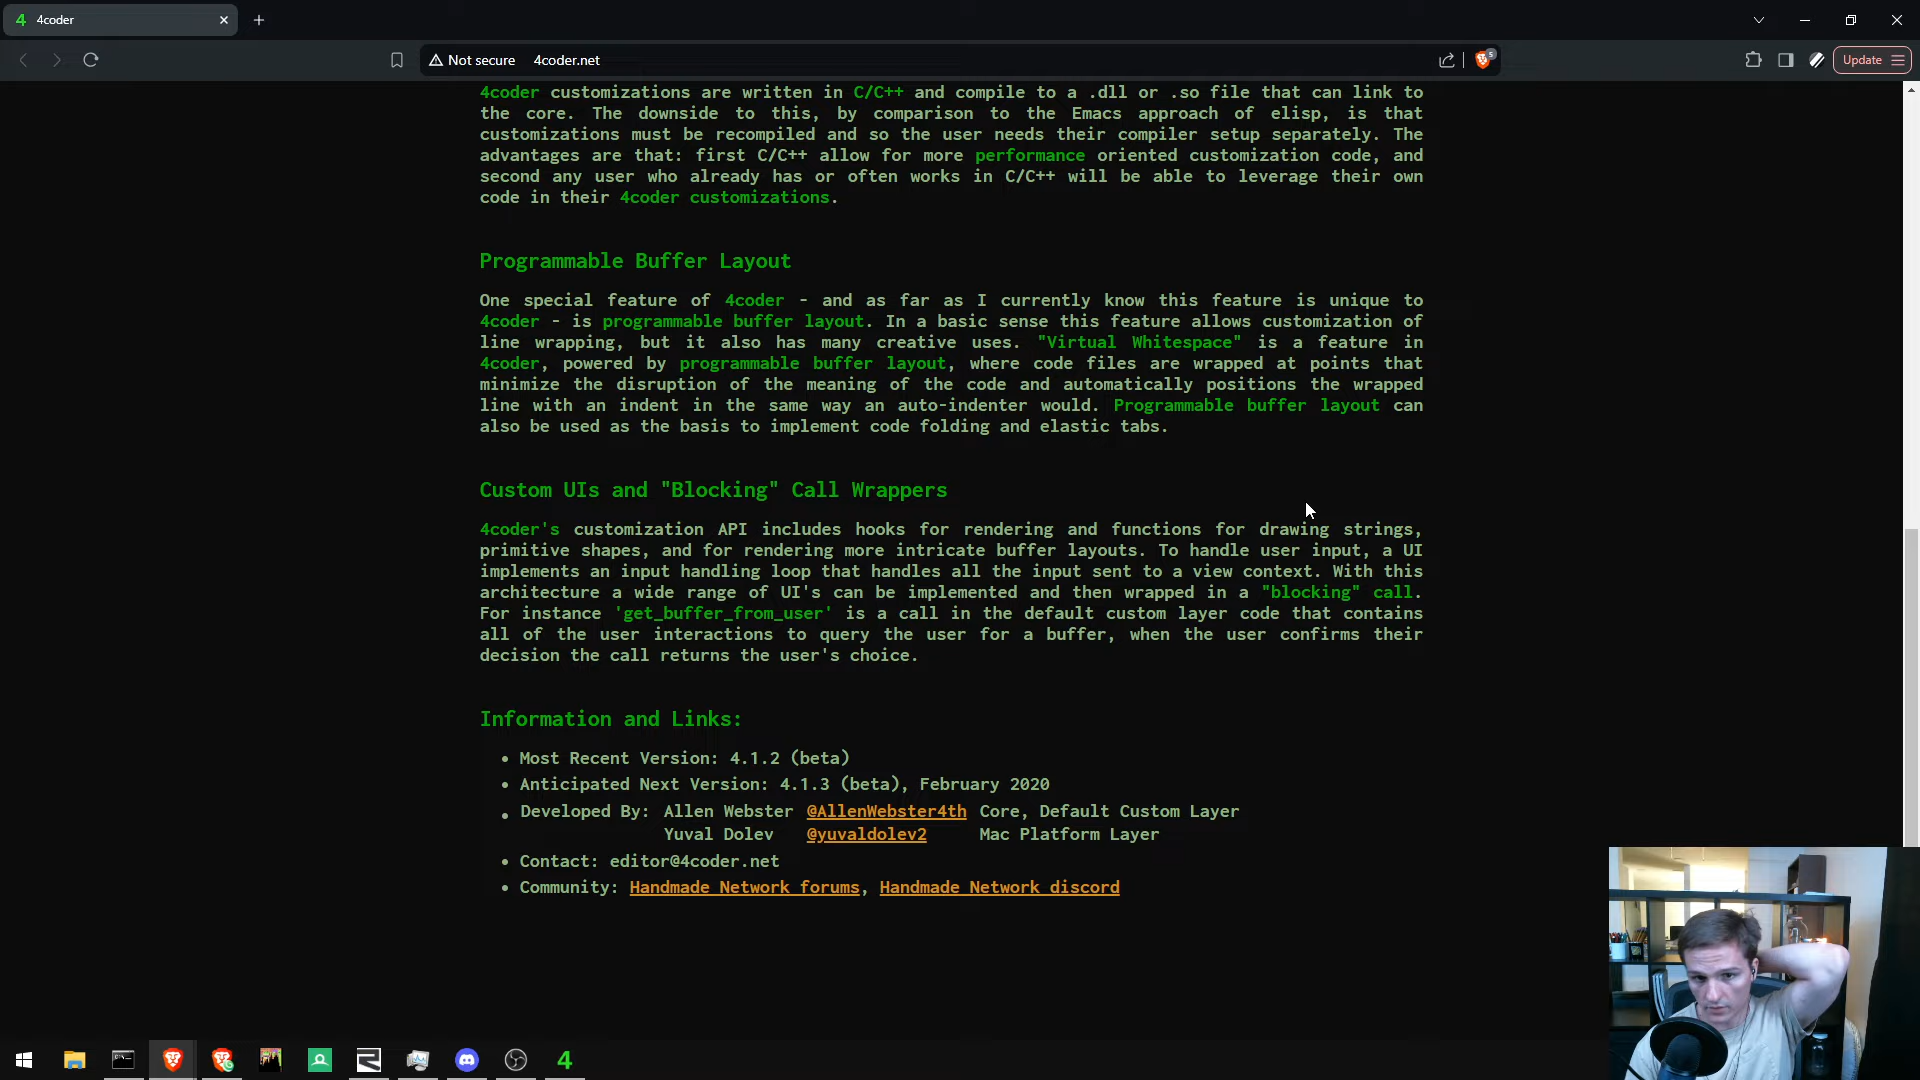 4 4coder
Not secure 4coder.net
5
Update
4coder customizations are written in C/C++ and compile to a .dll or .so file that can link to
the core. The downside to this, by comparison to the Emacs approach of elisp, is that
customizations must be recompiled and so the user needs their compiler setup separately. The
advantages are that: first C/C++ allow for more performance oriented customization code, and
second any user who already has or often works in C/C++ will be able to leverage their own
code in their 4coder customizations.
Programmable Buffer Layout
One special feature of 4coder - and as far as I currently know this feature is unique to
4coder - is programmable buffer layout. In a basic sense this feature allows customization of
line wrapping, but it also has many creative uses. "Virtual Whitespace" is a feature in
4coder, powered by programmable buffer layout, where code files are wrapped at points that
minimize the disruption of the meaning of the code and automatically positions the wrapped
line with an indent in the same way an auto-indenter would. Programmable buffer layout can
also be used as the basis to implement code folding and elastic tabs.
Custom UIs and "Blocking" Call Wrappers
4coder's customization API includes hooks for rendering and functions for drawing strings,
primitive shapes, and for rendering more intricate buffer layouts. To handle user input, a UI
implements an input handling loop that handles all the input sent to a view context. With this
architecture a wide range of UI's can be implemented and then wrapped in a "blocking" call.
For instance 'get_buffer_from_user' is a call in the default custom layer code that contains
all of the user interactions to query the user for a buffer, when the user confirms their
decision the call returns the user's choice.
Information and Links:
• Most Recent Version: 4.1.2 (beta)
• Anticipated Next Version: 4.1.3 (beta), February 2020
• Developed By: Allen Webster @AllenWebster4th Core, Default Custom Layer
Yuval Dolev @yuvaldolev2 Mac Platform Layer
• Contact: editor@4coder.net
• Community: Handmade Network forums, Handmade Network discord
4